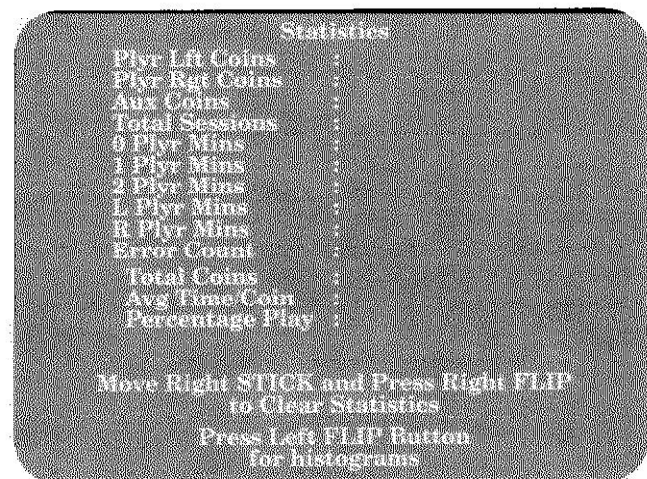 Statistics
Plyr Lft Coins :
Plyr Rgt Coins :
Aux Coins :
Total Sessions :
0 Plyr Mins :
1 Plyr Mins :
2 Plyr Mins :
L Plyr Mins :
R Plyr Mins :
Error Count :
Total Coins :
Avg Time/Coin :
Percentage Play :
Move Right STICK and Press Right FLIP
to Clear Statistics
Press Left FLIP Button
for histograms